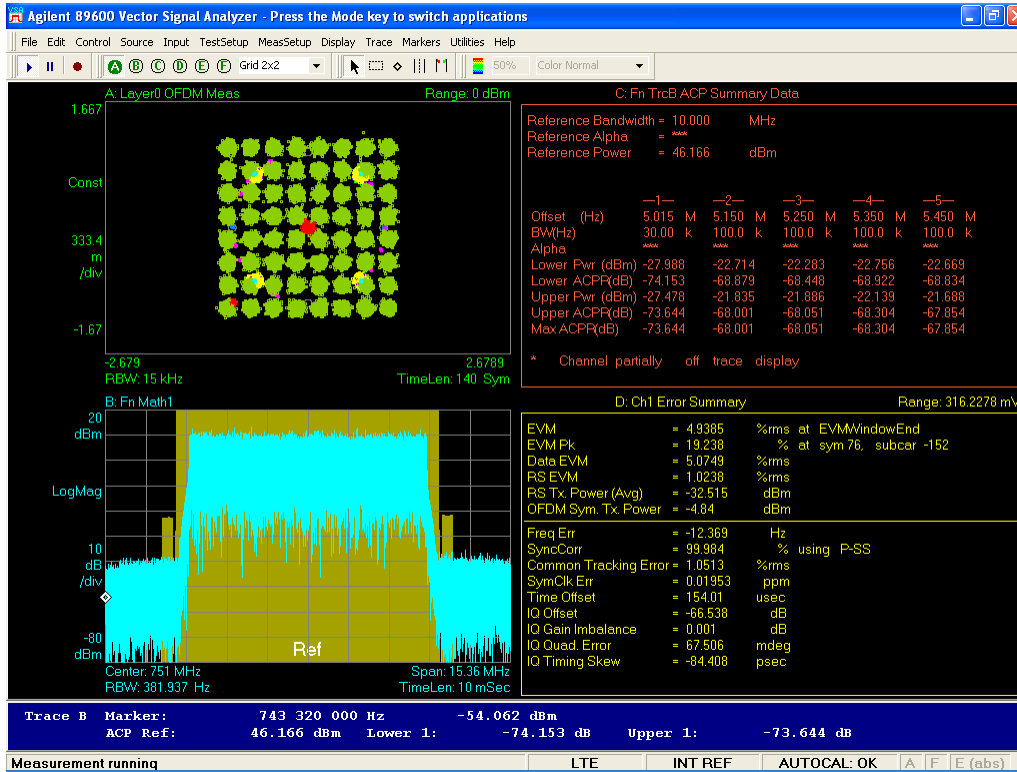 VSA
Agilent 89600 Vector Signal Analyzer - Press the Mode key to switch applications
File Edit Control Source Input TestSetup MeasSetup Display Trace Markers Utilities Help
A B C D E F Grid 2x2 50% Color Normal
A: Layer0 OFDM Meas Range: 0 dBm
1.667
Const
333.4
m
/div
-1.67
-2.679 2.6789
RBW: 15 kHz TimeLen: 140 Sym
C: Fn TrcB ACP Summary Data
Reference Bandwidth = 10.000 MHz
Reference Alpha = ***
Reference Power = 46.166 dBm
—1— —2— —3— —4— —5—
Offset (Hz) 5.015 M 5.150 M 5.250 M 5.350 M 5.450 M
BW(Hz) 30.00 k 100.0 k 100.0 k 100.0 k 100.0 k
Alpha *** *** *** *** ***
Lower Pwr (dBm) -27.988 -22.714 -22.283 -22.756 -22.669
Lower ACPR(dB) -74.153 -68.879 -68.448 -68.922 -68.834
Upper Pwr (dBm) -27.478 -21.835 -21.886 -22.139 -21.688
Upper ACPR(dB) -73.644 -68.001 -68.051 -68.304 -67.854
Max ACPR(dB) -73.644 -68.001 -68.051 -68.304 -67.854
* Channel partially off trace display
B: Fn Math1
20
dBm
LogMag
10
dB
/div
-80
dBm
Ref
Center: 751 MHz Span: 15.36 MHz
RBW: 381.937 Hz TimeLen: 10 mSec
D: Ch1 Error Summary Range: 316.2278 mV
EVM = 4.9385 %rms at EVMWindowEnd
EVM Pk = 19.238 % at sym 76, subcar -152
Data EVM = 5.0749 %rms
RS EVM = 1.0238 %rms
RS Tx. Power (Avg) = -32.515 dBm
OFDM Sym. Tx. Power = -4.84 dBm
Freq Err = -12.369 Hz
SyncCorr = 99.984 % using P-SS
Common Tracking Error = 1.0513 %rms
SymClk Err = 0.01953 ppm
Time Offset = 154.01 usec
IQ Offset = -66.538 dB
IQ Gain Imbalance = 0.001 dB
IQ Quad. Error = 67.506 mdeg
IQ Timing Skew = -84.408 psec
Trace B Marker: 743 320 000 Hz -54.062 dBm
ACP Ref: 46.166 dBm Lower 1: -74.153 dB Upper 1: -73.644 dB
Measurement running LTE INT REF AUTOCAL: OK A F E (abs)